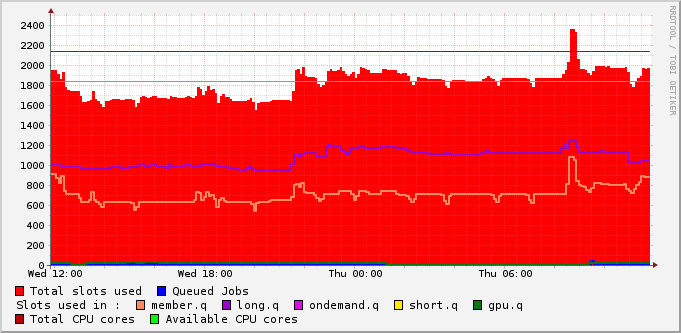 RRDTOOL / TOBI OETIKER
2400
2200
2000
1800
1600
1400
1200
1000
800
600
400
200
0
Wed 12:00 Wed 18:00 Thu 00:00 Thu 06:00
Total slots used Queued Jobs
Slots used in : member.q long.q ondemand.q short.q gpu.q
Total CPU cores Available CPU cores